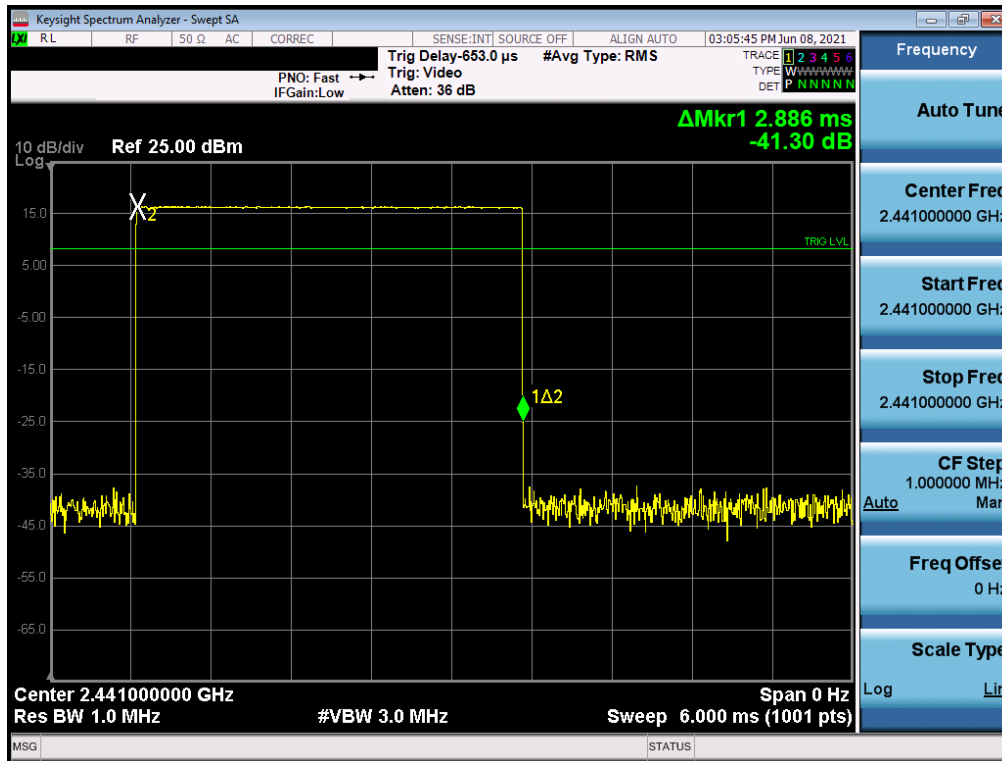 Keysight Spectrum Analyzer - Swept SA
LXI RL RF 50 Ω AC CORREC SENSE:INT SOURCE OFF ALIGN AUTO 03:05:45 PM Jun 08, 2021
Trig Delay-653.0 µs #Avg Type: RMS TRACE 1 2 3 4 5 6
PNO: Fast Trig: Video TYPE WWWWWW
IFGain:Low Atten: 36 dB DET P N N N N N
ΔMkr1 2.886 ms
-41.30 dB
10 dB/div Ref 25.00 dBm
Log
15.0
5.00
-5.00
-15.0
-25.0
-35.0
-45.0
-55.0
-65.0
X2
TRIG LVL
1Δ2
Center 2.441000000 GHz Span 0 Hz
Res BW 1.0 MHz #VBW 3.0 MHz Sweep 6.000 ms (1001 pts)
MSG STATUS
Frequency
Auto Tune
Center Freq
2.441000000 GHz
Start Freq
2.441000000 GHz
Stop Freq
2.441000000 GHz
CF Step
1.000000 MHz
Auto Man
Freq Offset
0 Hz
Scale Type
Log Lin